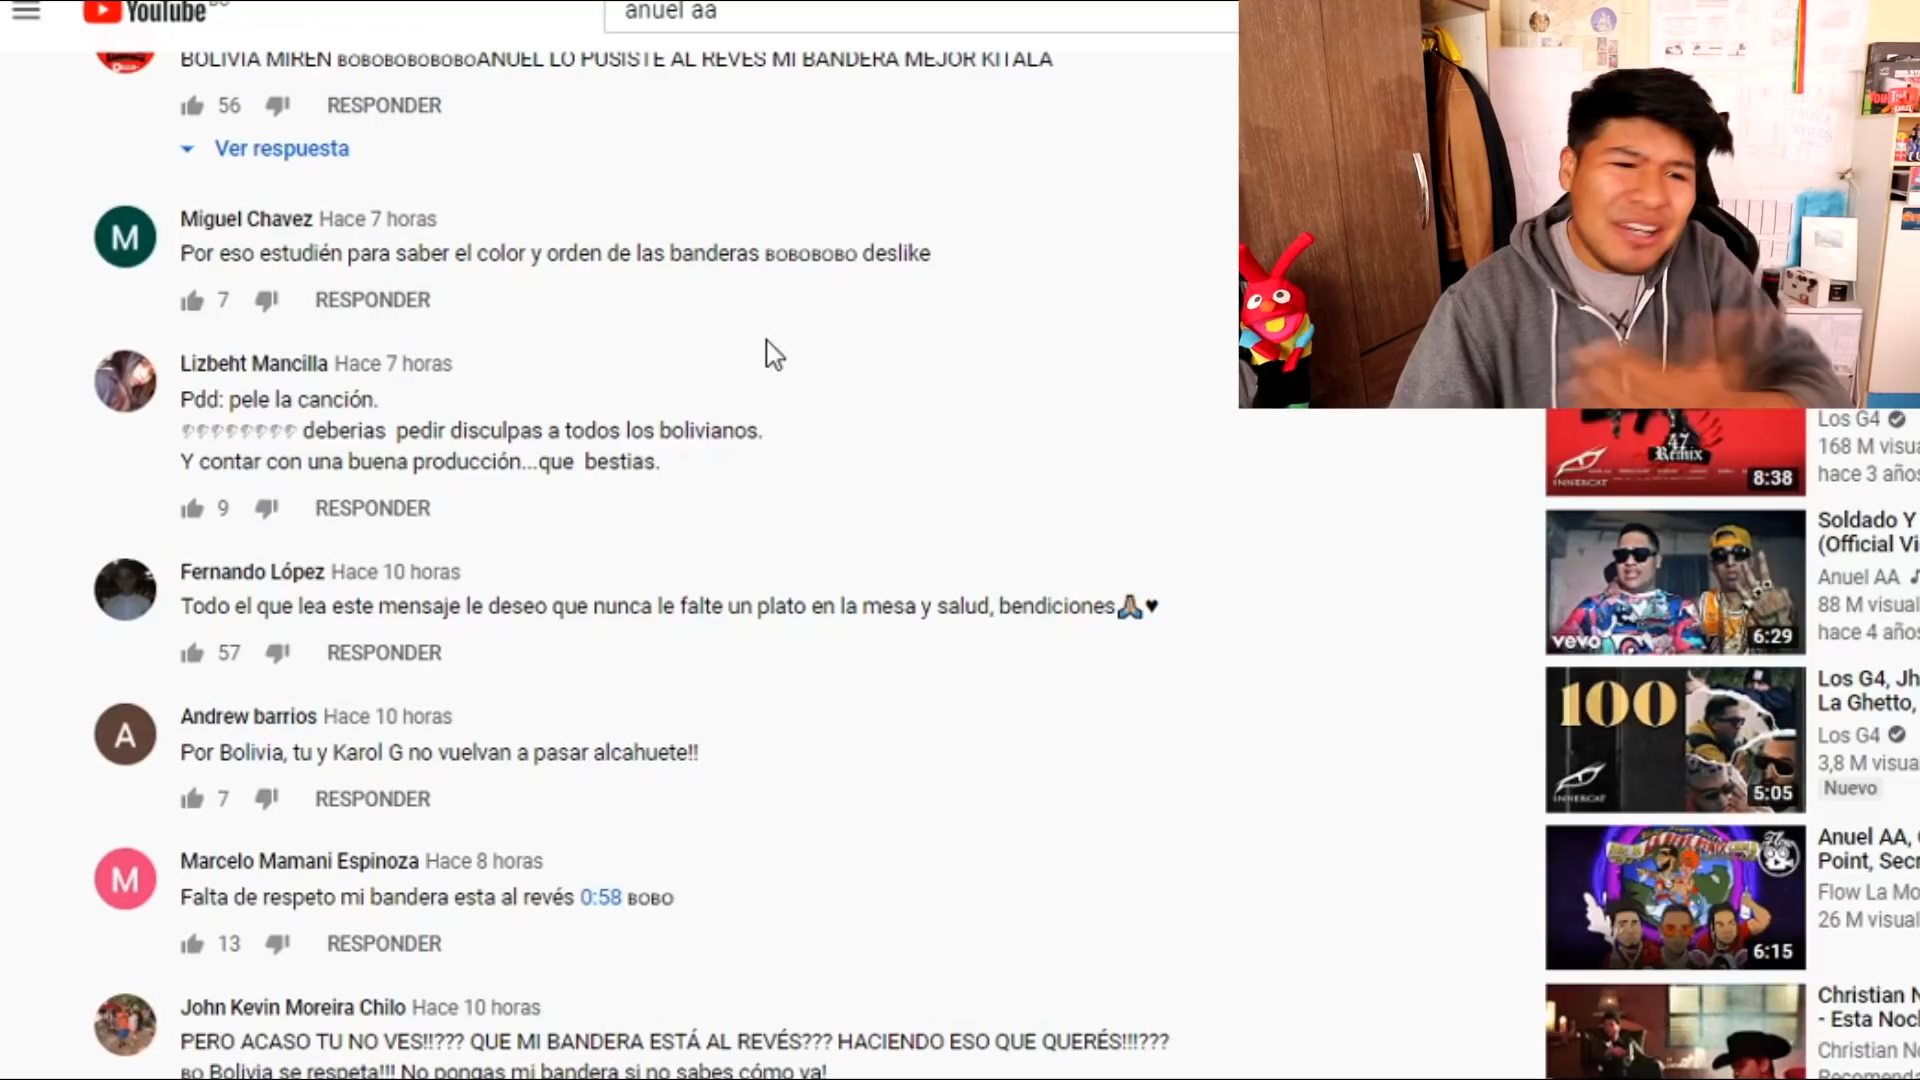 YouTube
anuel aa
BOLIVIA MIREN BOBOBOBOBOBOANUEL LO PUSISTE AL REVES MI BANDERA MEJOR KITALA
56 RESPONDER
Ver respuesta
Miguel Chavez Hace 7 horas
Por eso estudién para saber el color y orden de las banderas BOBOBOBO deslike
7 RESPONDER
Lizbeht Mancilla Hace 7 horas
Pdd: pele la canción.
deberias pedir disculpas a todos los bolivianos.
Y contar con una buena producción...que bestias.
9 RESPONDER
Fernando López Hace 10 horas
Todo el que lea este mensaje le deseo que nunca le falte un plato en la mesa y salud, bendiciones🙏🏽♥
57 RESPONDER
A
Andrew barrios Hace 10 horas
Por Bolivia, tu y Karol G no vuelvan a pasar alcahuete!!
7 RESPONDER
M
Marcelo Mamani Espinoza Hace 8 horas
Falta de respeto mi bandera esta al revés 0:58 BOBO
13 RESPONDER
John Kevin Moreira Chilo Hace 10 horas
PERO ACASO TU NO VES!!??? QUE MI BANDERA ESTÁ AL REVÉS??? HACIENDO ESO QUE QUERÉS!!!???
BO Bolivia se respeta!!! No pongas mi bandera si no sabes cómo va!
M
47
Remix
INNERCAT
8:38
Los G4
168 M visua
hace 3 años
vevo
6:29
Soldado Y
(Official Vi
Anuel AA
88 M visual
hace 4 años
100
INNERCAT
5:05
Los G4, Jh
La Ghetto,
Los G4
3,8 M visua
Nuevo
6:15
Anuel AA,
Point, Secr
Flow La Mo
26 M visual
Christian N
- Esta Noch
Christian No
Recomenda